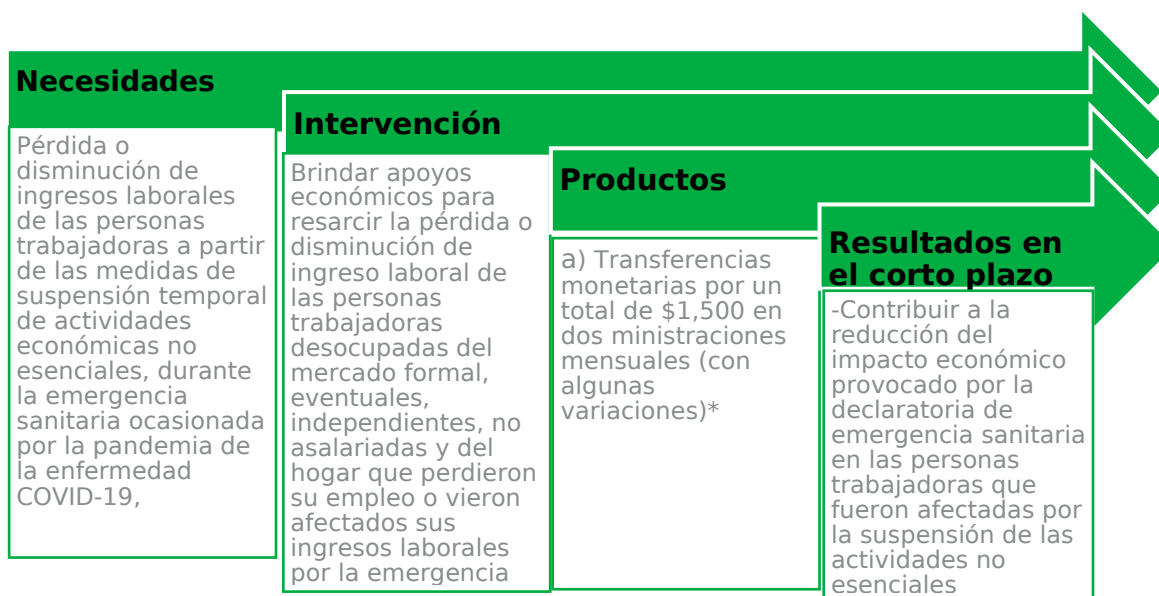 Necesidades
Pérdida o
disminución de
ingresos laborales
de las personas
trabajadoras a partir
de las medidas de
suspensión temporal
de actividades
económicas no
esenciales, durante
la emergencia
sanitaria ocasionada
por la pandemia de
la enfermedad
COVID-19,
Intervención
Brindar apoyos
económicos para
resarcir la pérdida o
disminución de
ingreso laboral de
las personas
trabajadoras
desocupadas del
mercado formal,
eventuales,
independientes, no
asalariadas y del
hogar que perdieron
su empleo o vieron
afectados sus
ingresos laborales
por la emergencia
Productos
a) Transferencias
monetarias por un
total de $1,500 en
dos ministraciones
mensuales (con
algunas
variaciones)*
Resultados en
el corto plazo
-Contribuir a la
reducción del
impacto económico
provocado por la
declaratoria de
emergencia sanitaria
en las personas
trabajadoras que
fueron afectadas por
la suspensión de las
actividades no
esenciales